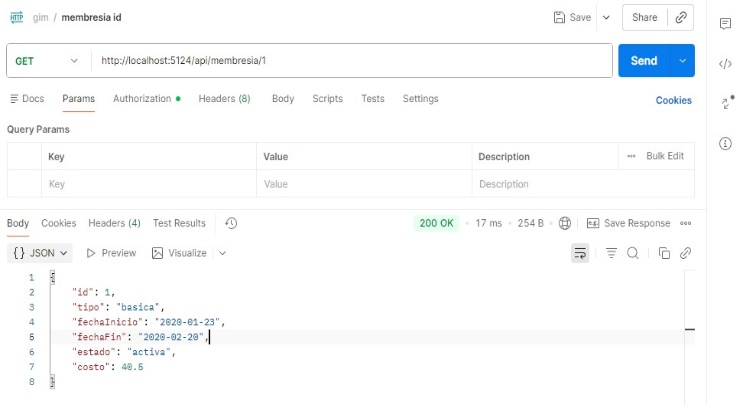 HTTP gim / membresia id Save Share
GET http://localhost:5124/api/membresia/1 Send
Docs Params Authorization Headers (8) Body Scripts Tests Settings Cookies
Query Params
Key Value Description Bulk Edit
Key Value Description
Body Cookies Headers (4) Test Results 200 OK 17 ms 254 B e.g. Save Response
{} JSON Preview Visualize
1 {
2 "id": 1,
3 "tipo": "basica",
4 "fechaInicio": "2020-01-23",
5 "fechaFin": "2020-02-20",
6 "estado": "activa",
7 "costo": 40.5
8 }